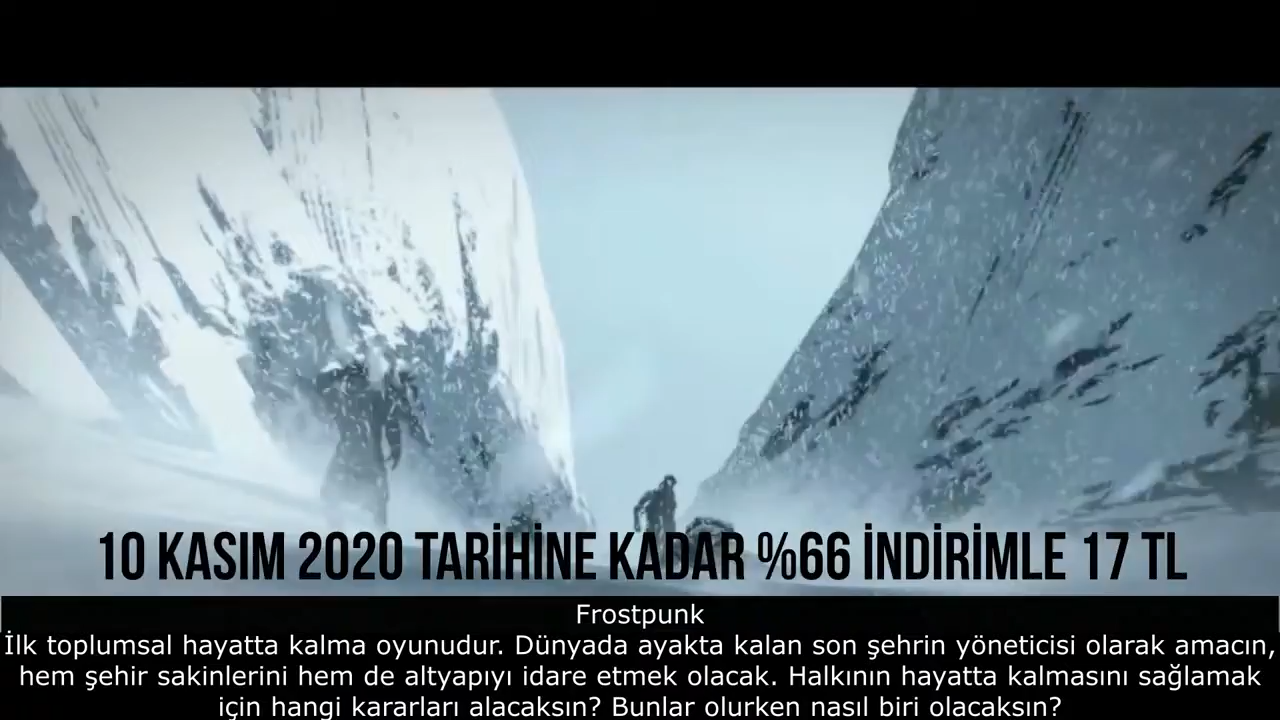 10 KASIM 2020 TARİHİNE KADAR %66 İNDİRİMLE 17 TL
Frostpunk
İlk toplumsal hayatta kalma oyunudur. Dünyada ayakta kalan son şehrin yöneticisi olarak amacın,
hem şehir sakinlerini hem de altyapıyı idare etmek olacak. Halkının hayatta kalmasını sağlamak
için hangi kararları alacaksın? Bunlar olurken nasıl biri olacaksın?